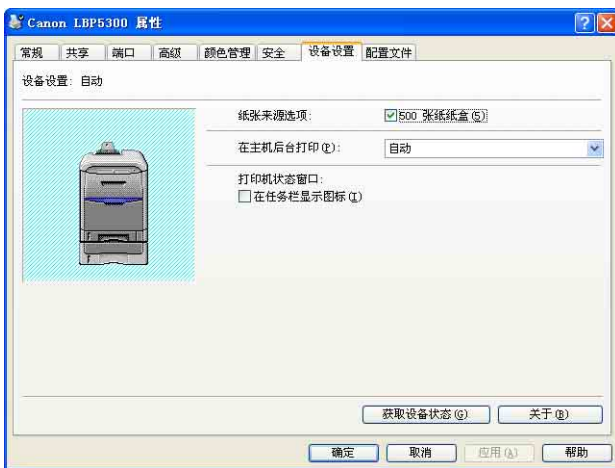 Canon LBP5300 属性
常规 共享 端口 高级 颜色管理 安全 设备设置 配置文件
设备设置: 自动
纸张来源选项: 500 张纸纸盒(5)
在主机后台打印(P): 自动
打印机状态窗口:
在任务栏显示图标(I)
获取设备状态(G) 关于(B)
确定 取消 应用(A) 帮助